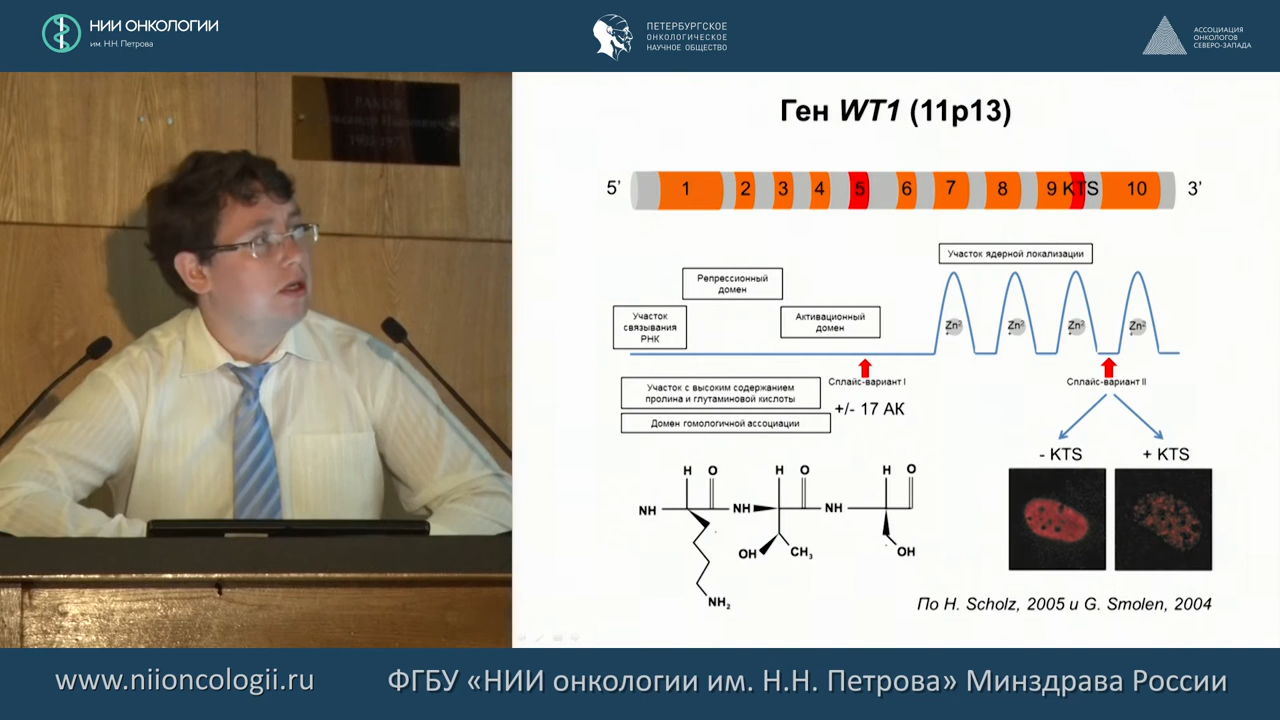 НИИ ОНКОЛОГИИ
им. Н.Н. Петрова
ПЕТЕРБУРГСКОЕ
ОНКОЛОГИЧЕСКОЕ
НАУЧНОЕ ОБЩЕСТВО
АССОЦИАЦИЯ
ОНКОЛОГОВ
СЕВЕРО-ЗАПАДА
Ген WT1 (11p13)
5’ 1 2 3 4 5 6 7 8 9 KTS 10 3’
Участок ядерной локализации
Репрессионный
домен
Участок
связывания
РНК
Активационный
домен
Zn² Zn² Zn² Zn²
Сплайс-вариант I
+/- 17 АК
Сплайс-вариант II
Участок с высоким содержанием
пролина и глутаминовой кислоты
Домен гомологичной ассоциации
- KTS
+ KTS
H O H O H O
NH NH NH
OH CH₃ OH
NH₂
По H. Scholz, 2005 и G. Smolen, 2004
www.niioncologii.ru
ФГБУ «НИИ онкологии им. Н.Н. Петрова» Минздрава России